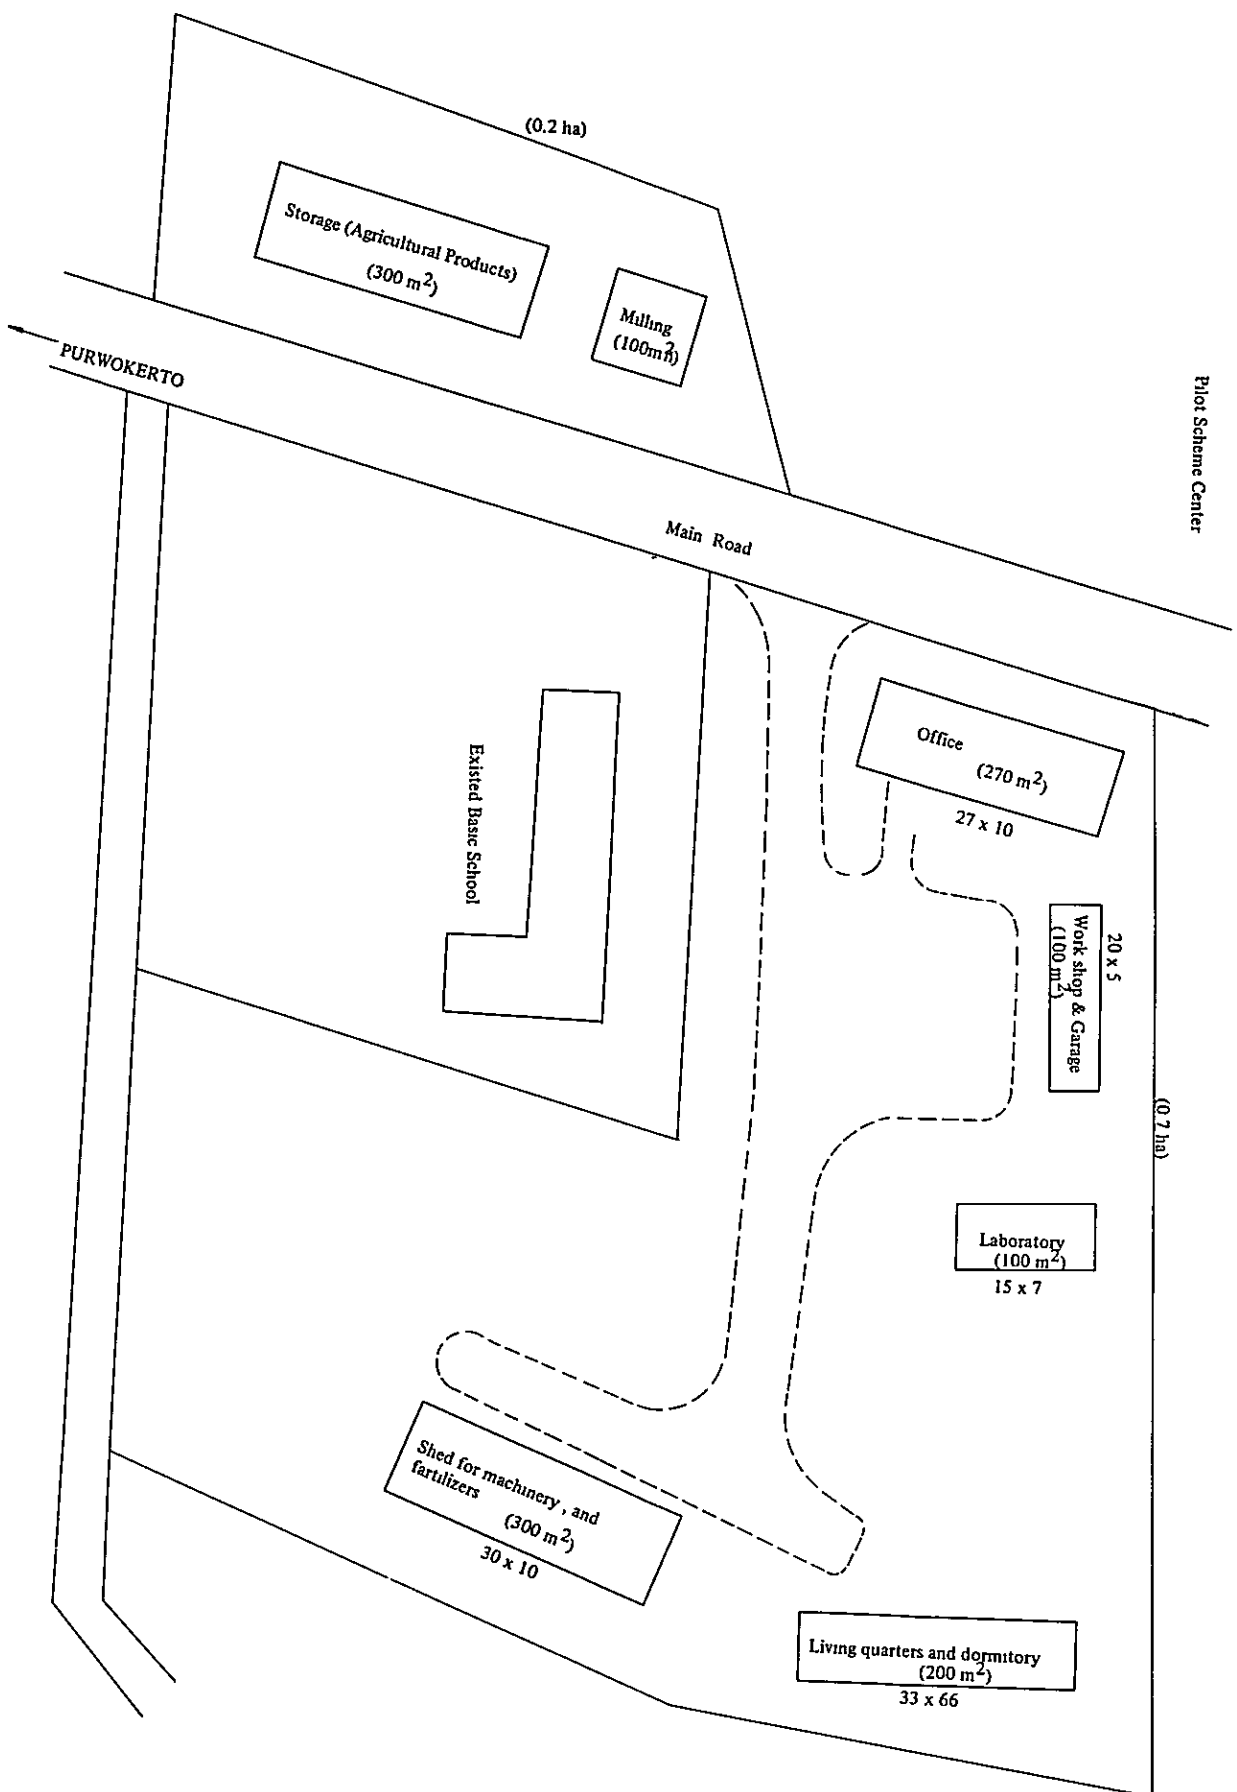 (0.2 ha)
Storage (Agricultural Products)
(300 m²)
Milling
(100m²)
PURWOKERTO
Pilot Scheme Center
Main Road
Office
(270 m²)
27 x 10
Existed Basic School
Work shop & Garage
(100 m²)
20 x 5
(0.7 ha)
Laboratory
(100 m²)
15 x 7
Shed for machinery, and
fartilizers
(300 m²)
30 x 10
Living quarters and dormitory
(200 m²)
33 x 66